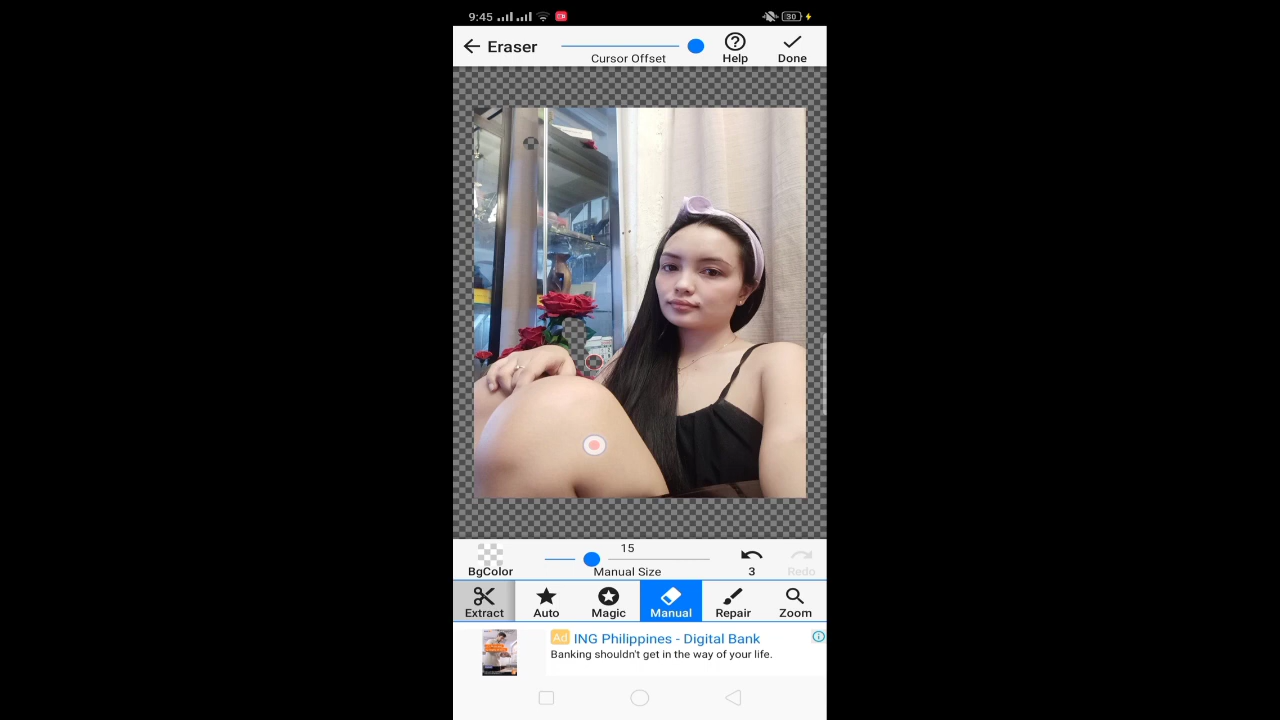 9:45
30
Eraser
Cursor Offset
Help
Done
15
BgColor
Manual Size
3
Redo
Extract
Auto
Magic
Manual
Repair
Zoom
Ad ING Philippines - Digital Bank
Banking shouldn't get in the way of your life.